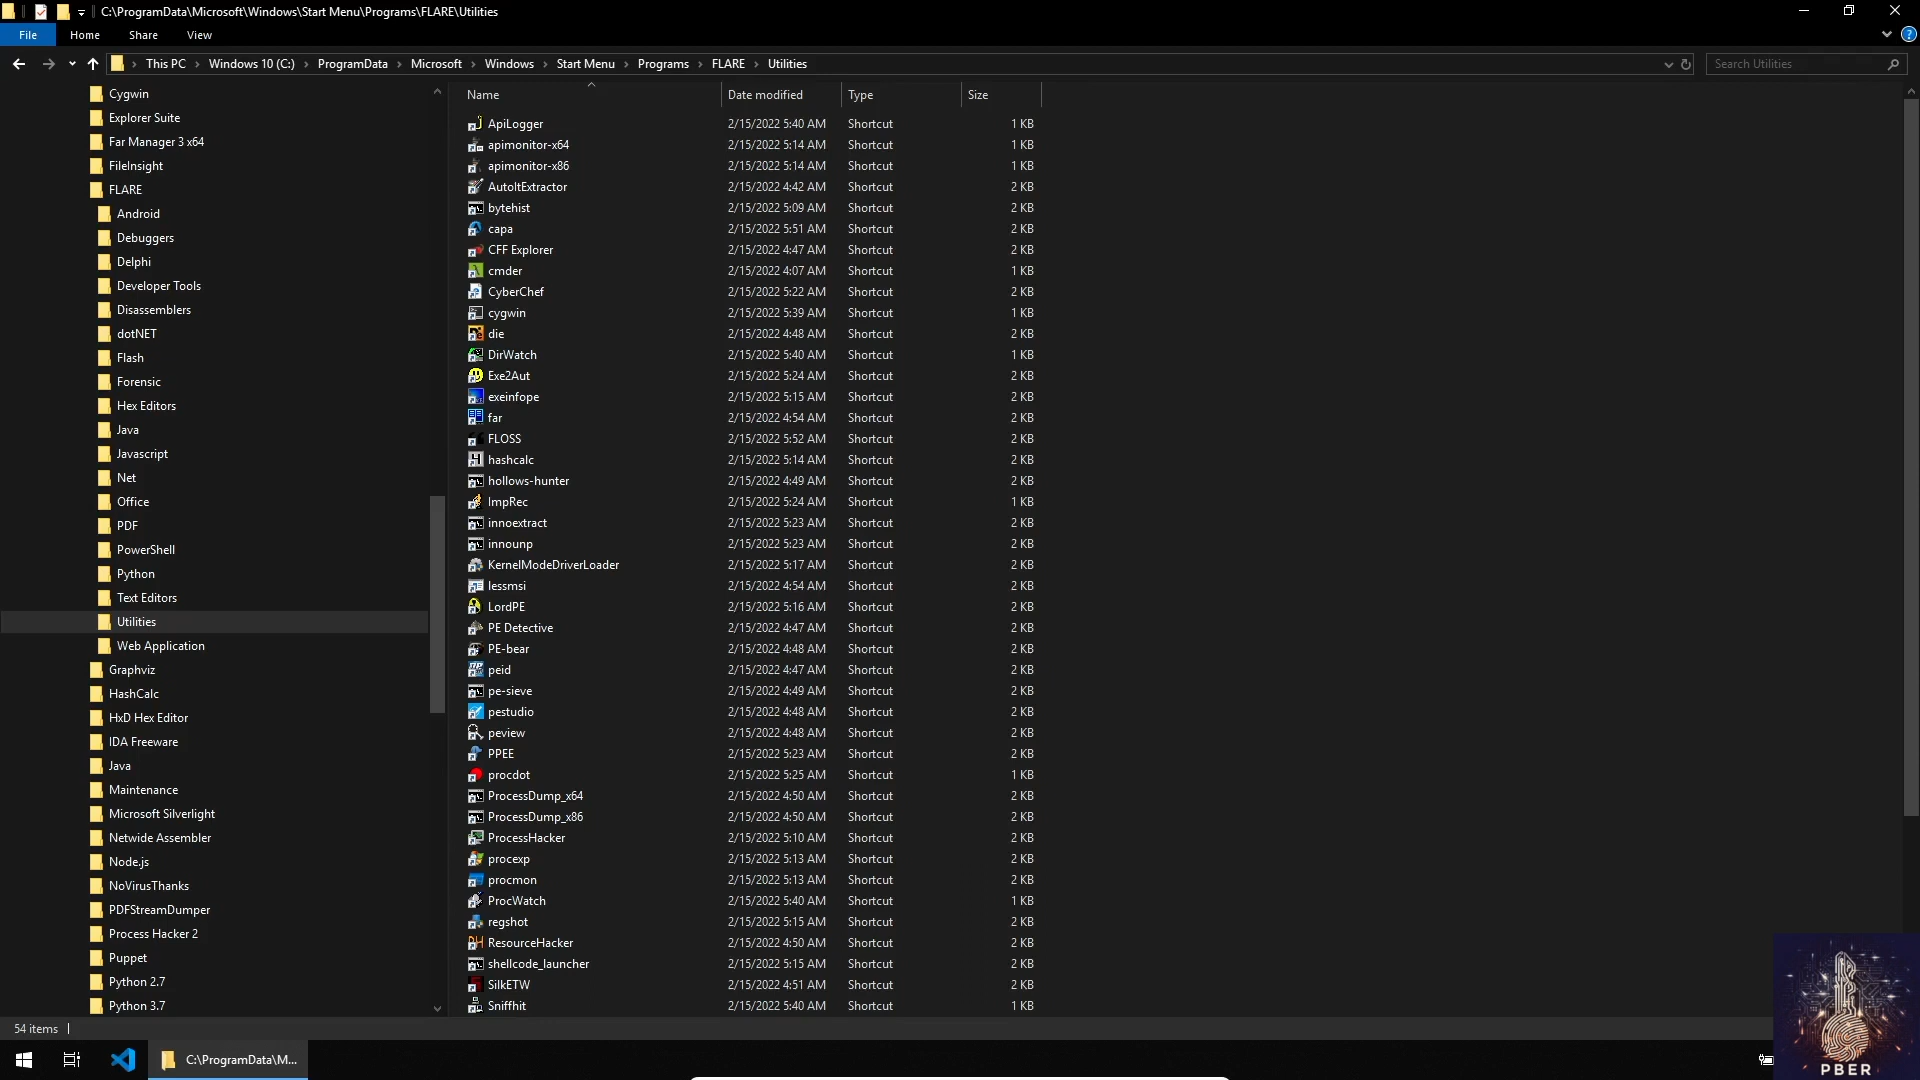 C:\ProgramData\Microsoft\Windows\Start Menu\Programs\FLARE\Utilities
File Home Share View
This PC Windows 10 (C:) ProgramData Microsoft Windows Start Menu Programs FLARE Utilities Search Utilities
Cygwin
Explorer Suite
Far Manager 3 x64
FileInsight
FLARE
Android
Debuggers
Delphi
Developer Tools
Disassemblers
dotNET
Flash
Forensic
Hex Editors
Java
Javascript
Net
Office
PDF
PowerShell
Python
Text Editors
Utilities
Web Application
Graphviz
HashCalc
HxD Hex Editor
IDA Freeware
Java
Maintenance
Microsoft Silverlight
Netwide Assembler
Node.js
NoVirusThanks
PDFStreamDumper
Process Hacker 2
Puppet
Python 2.7
Python 3.7
Name Date modified Type Size
ApiLogger 2/15/2022 5:40 AM Shortcut 1 KB
apimonitor-x64 2/15/2022 5:14 AM Shortcut 1 KB
apimonitor-x86 2/15/2022 5:14 AM Shortcut 1 KB
AutoItExtractor 2/15/2022 4:42 AM Shortcut 2 KB
bytehist 2/15/2022 5:09 AM Shortcut 2 KB
capa 2/15/2022 5:51 AM Shortcut 2 KB
CFF Explorer 2/15/2022 4:47 AM Shortcut 2 KB
cmder 2/15/2022 4:07 AM Shortcut 1 KB
CyberChef 2/15/2022 5:22 AM Shortcut 2 KB
cygwin 2/15/2022 5:39 AM Shortcut 1 KB
die 2/15/2022 4:48 AM Shortcut 2 KB
DirWatch 2/15/2022 5:40 AM Shortcut 1 KB
Exe2Aut 2/15/2022 5:24 AM Shortcut 2 KB
exeinfope 2/15/2022 5:15 AM Shortcut 2 KB
far 2/15/2022 4:54 AM Shortcut 2 KB
FLOSS 2/15/2022 5:52 AM Shortcut 2 KB
hashcalc 2/15/2022 5:14 AM Shortcut 2 KB
hollows-hunter 2/15/2022 4:49 AM Shortcut 2 KB
ImpRec 2/15/2022 5:24 AM Shortcut 1 KB
innoextract 2/15/2022 5:23 AM Shortcut 2 KB
innounp 2/15/2022 5:23 AM Shortcut 2 KB
KernelModeDriverLoader 2/15/2022 5:17 AM Shortcut 2 KB
lessmsi 2/15/2022 4:54 AM Shortcut 2 KB
LordPE 2/15/2022 5:16 AM Shortcut 2 KB
PE Detective 2/15/2022 4:47 AM Shortcut 2 KB
PE-bear 2/15/2022 4:48 AM Shortcut 2 KB
peid 2/15/2022 4:47 AM Shortcut 2 KB
pe-sieve 2/15/2022 4:49 AM Shortcut 2 KB
pestudio 2/15/2022 4:48 AM Shortcut 2 KB
peview 2/15/2022 4:48 AM Shortcut 2 KB
PPEE 2/15/2022 5:23 AM Shortcut 2 KB
procdot 2/15/2022 5:25 AM Shortcut 1 KB
ProcessDump_x64 2/15/2022 4:50 AM Shortcut 2 KB
ProcessDump_x86 2/15/2022 4:50 AM Shortcut 2 KB
ProcessHacker 2/15/2022 5:10 AM Shortcut 2 KB
procexp 2/15/2022 5:13 AM Shortcut 2 KB
procmon 2/15/2022 5:13 AM Shortcut 2 KB
ProcWatch 2/15/2022 5:40 AM Shortcut 1 KB
regshot 2/15/2022 5:15 AM Shortcut 2 KB
ResourceHacker 2/15/2022 4:50 AM Shortcut 2 KB
shellcode_launcher 2/15/2022 5:15 AM Shortcut 2 KB
SilkETW 2/15/2022 4:51 AM Shortcut 2 KB
Sniffhit 2/15/2022 5:40 AM Shortcut 1 KB
54 items
C:\ProgramData\M...
PBER